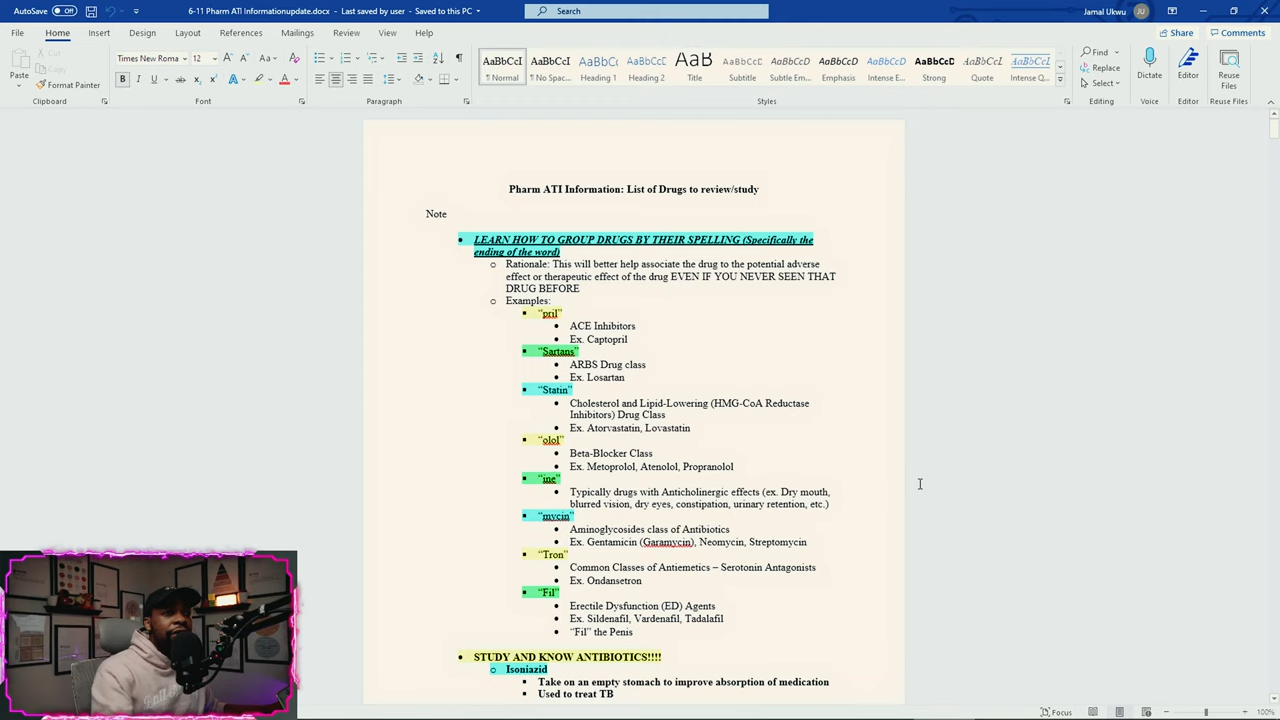 AutoSave Off 6-11 Pharm ATI Informationupdate.docx - Last saved by user • Saved to this PC Search Jamal Ukwu JU
File Home Insert Design Layout References Mailings Review View Help Share Comments
Paste Cut Copy Format Painter
Times New Roma 12
AaBbCcI AaBbCcI AaBbCc AaBbCcI AaB AaBbCcI AaBbCcI AaBbCcI AaBbCcI AaBbCcI AaBbCcI AaBbCcI
¶ Normal ¶ No Spac... Heading 1 Heading 2 Title Subtitle Subtle Em... Emphasis Intense E... Strong Quote Intense Q...
Find Replace Select Dictate Editor Reuse Files
Clipboard Font Paragraph Styles Editing Voice Editor Reuse Files
Pharm ATI Information: List of Drugs to review/study
Note
LEARN HOW TO GROUP DRUGS BY THEIR SPELLING (Specifically the
ending of the word)
Rationale: This will better help associate the drug to the potential adverse
effect or therapeutic effect of the drug EVEN IF YOU NEVER SEEN THAT
DRUG BEFORE
Examples:
“pril”
ACE Inhibitors
Ex. Captopril
“Sartans”
ARBS Drug class
Ex. Losartan
“Statin”
Cholesterol and Lipid-Lowering (HMG-CoA Reductase
Inhibitors) Drug Class
Ex. Atorvastatin, Lovastatin
“olol”
Beta-Blocker Class
Ex. Metoprolol, Atenolol, Propranolol
“ine”
Typically drugs with Anticholinergic effects (ex. Dry mouth,
blurred vision, dry eyes, constipation, urinary retention, etc.)
“mycin”
Aminoglycosides class of Antibiotics
Ex. Gentamicin (Garamycin), Neomycin, Streptomycin
“Tron”
Common Classes of Antiemetics – Serotonin Antagonists
Ex. Ondansetron
“Fil”
Erectile Dysfunction (ED) Agents
Ex. Sildenafil, Vardenafil, Tadalafil
“Fil” the Penis
STUDY AND KNOW ANTIBIOTICS!!!!
Isoniazid
Take on an empty stomach to improve absorption of medication
Used to treat TB
Focus 100%